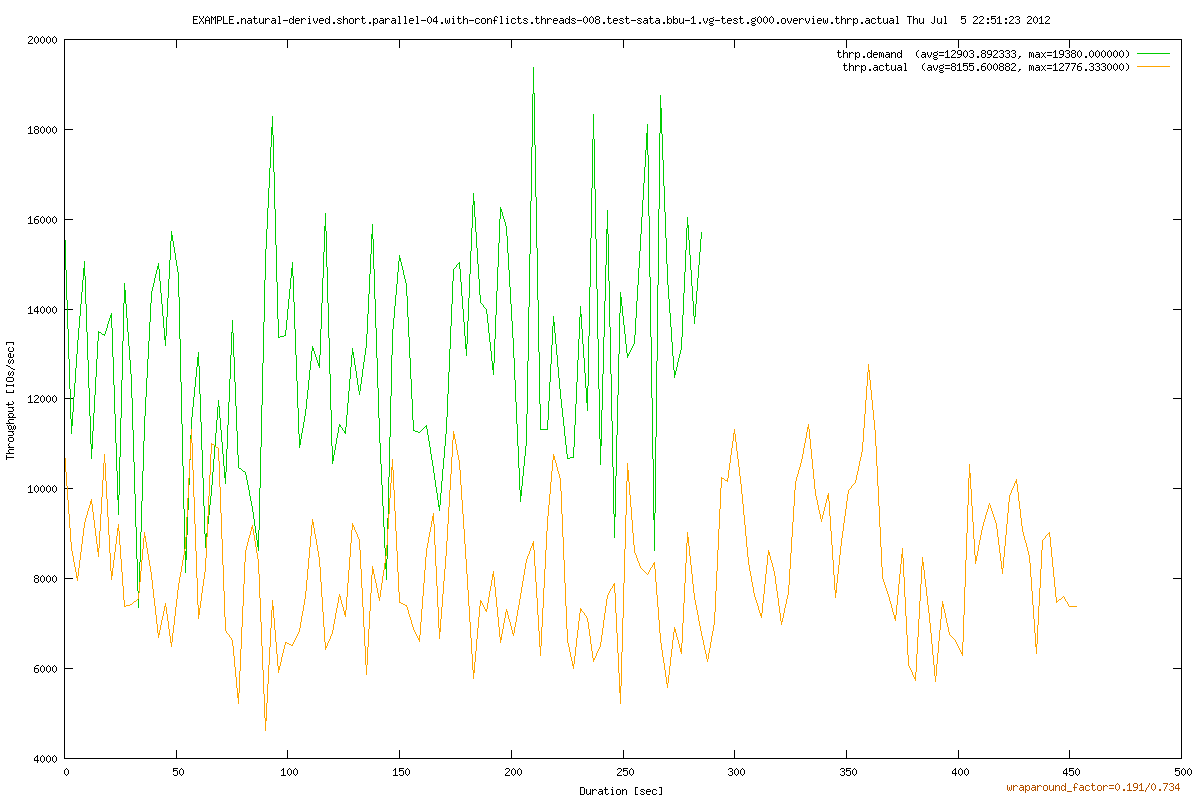 EXAMPLE.natural-derived.short.parallel-04.with-conflicts.threads-008.test-sata.bbu-1.vg-test.g000.overview.thrp.actual Thu Jul  5 22:51:23 2012
thrp.demand  (avg=12903.892333, max=19380.000000)
thrp.actual  (avg=8155.600882, max=12776.333000)
20000
18000
16000
14000
12000
10000
8000
6000
4000
Throughput [IOs/sec]
0 50 100 150 200 250 300 350 400 450 500
Duration [sec]
wraparound_factor=0.191/0.734